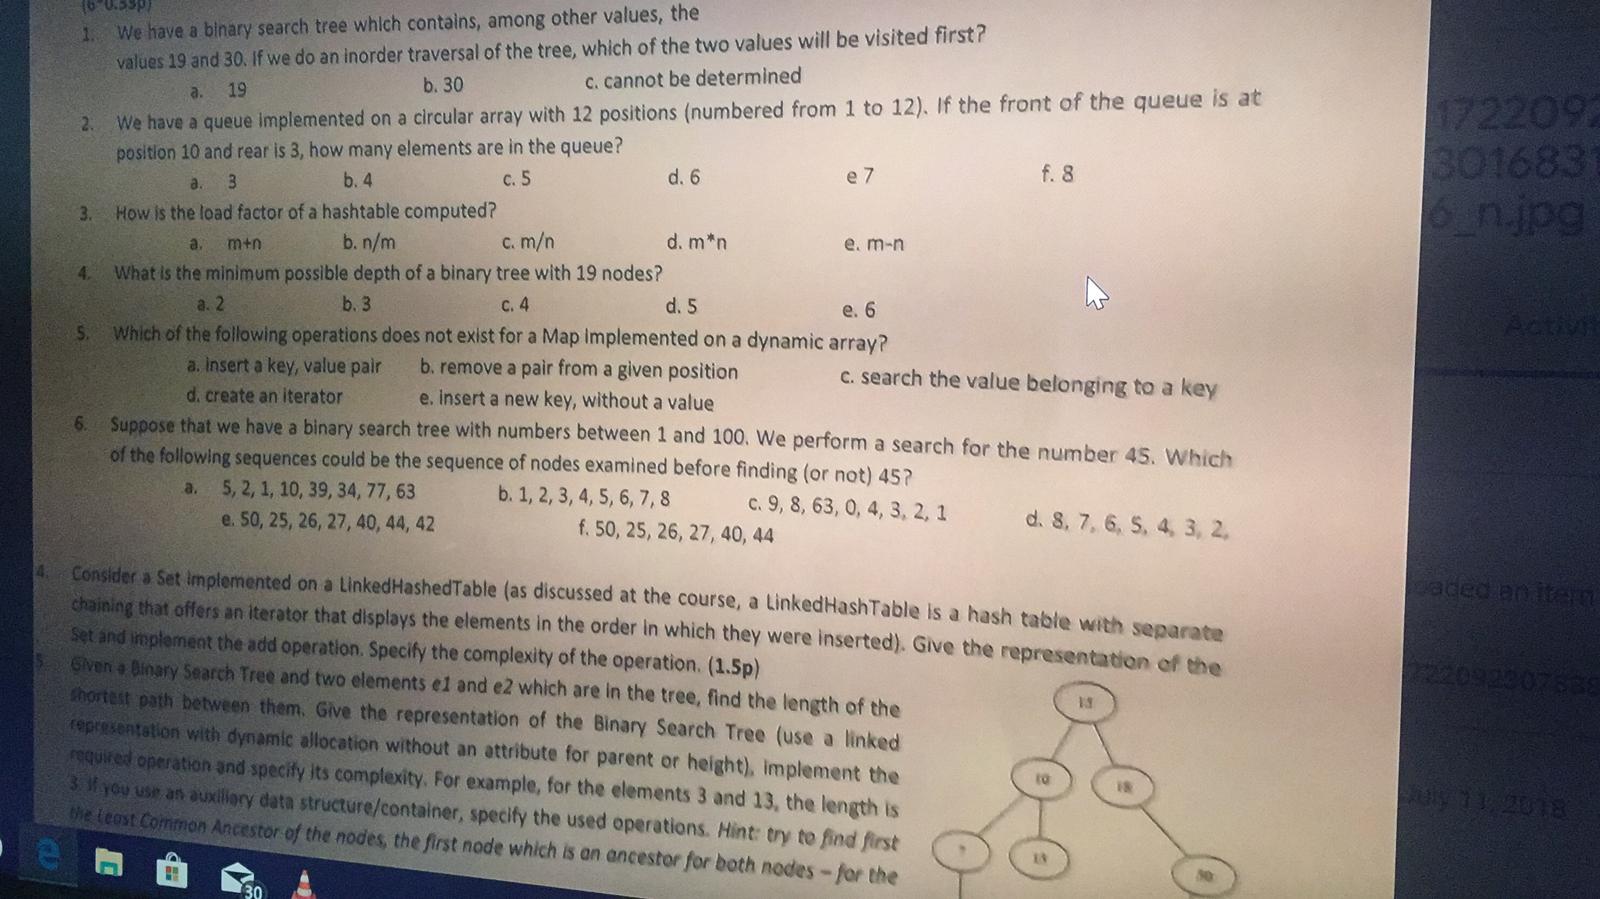 (6*0.33p)
1. We have a binary search tree which contains, among other values, the
values 19 and 30. If we do an inorder traversal of the tree, which of the two values will be visited first?
a. 19 b. 30 c. cannot be determined
2. We have a queue implemented on a circular array with 12 positions (numbered from 1 to 12). If the front of the queue is at
position 10 and rear is 3, how many elements are in the queue?
a. 3 b. 4 c. 5 d. 6 e 7 f. 8
3. How is the load factor of a hashtable computed?
a. m+n b. n/m c. m/n d. m*n e. m-n
4. What is the minimum possible depth of a binary tree with 19 nodes?
a. 2 b. 3 c. 4 d. 5 e. 6
5. Which of the following operations does not exist for a Map implemented on a dynamic array?
a. insert a key, value pair b. remove a pair from a given position c. search the value belonging to a key
d. create an iterator e. insert a new key, without a value
6. Suppose that we have a binary search tree with numbers between 1 and 100. We perform a search for the number 45. Which
of the following sequences could be the sequence of nodes examined before finding (or not) 45?
a. 5, 2, 1, 10, 39, 34, 77, 63 b. 1, 2, 3, 4, 5, 6, 7, 8 c. 9, 8, 63, 0, 4, 3, 2, 1 d. 8, 7, 6, 5, 4, 3, 2,
e. 50, 25, 26, 27, 40, 44, 42 f. 50, 25, 26, 27, 40, 44
4. Consider a Set implemented on a LinkedHashedTable (as discussed at the course, a LinkedHashTable is a hash table with separate
chaining that offers an iterator that displays the elements in the order in which they were inserted). Give the representation of the
Set and implement the add operation. Specify the complexity of the operation. (1.5p)
5. Given a Binary Search Tree and two elements e1 and e2 which are in the tree, find the length of the
shortest path between them. Give the representation of the Binary Search Tree (use a linked
representation with dynamic allocation without an attribute for parent or height), implement the
required operation and specify its complexity. For example, for the elements 3 and 13, the length is
3. If you use an auxiliary data structure/container, specify the used operations. Hint: try to find first
the Least Common Ancestor of the nodes, the first node which is an ancestor for both nodes – for the
10
18
13
30
6_n.jpg
Activi
oaded an item
July 11, 2018
30